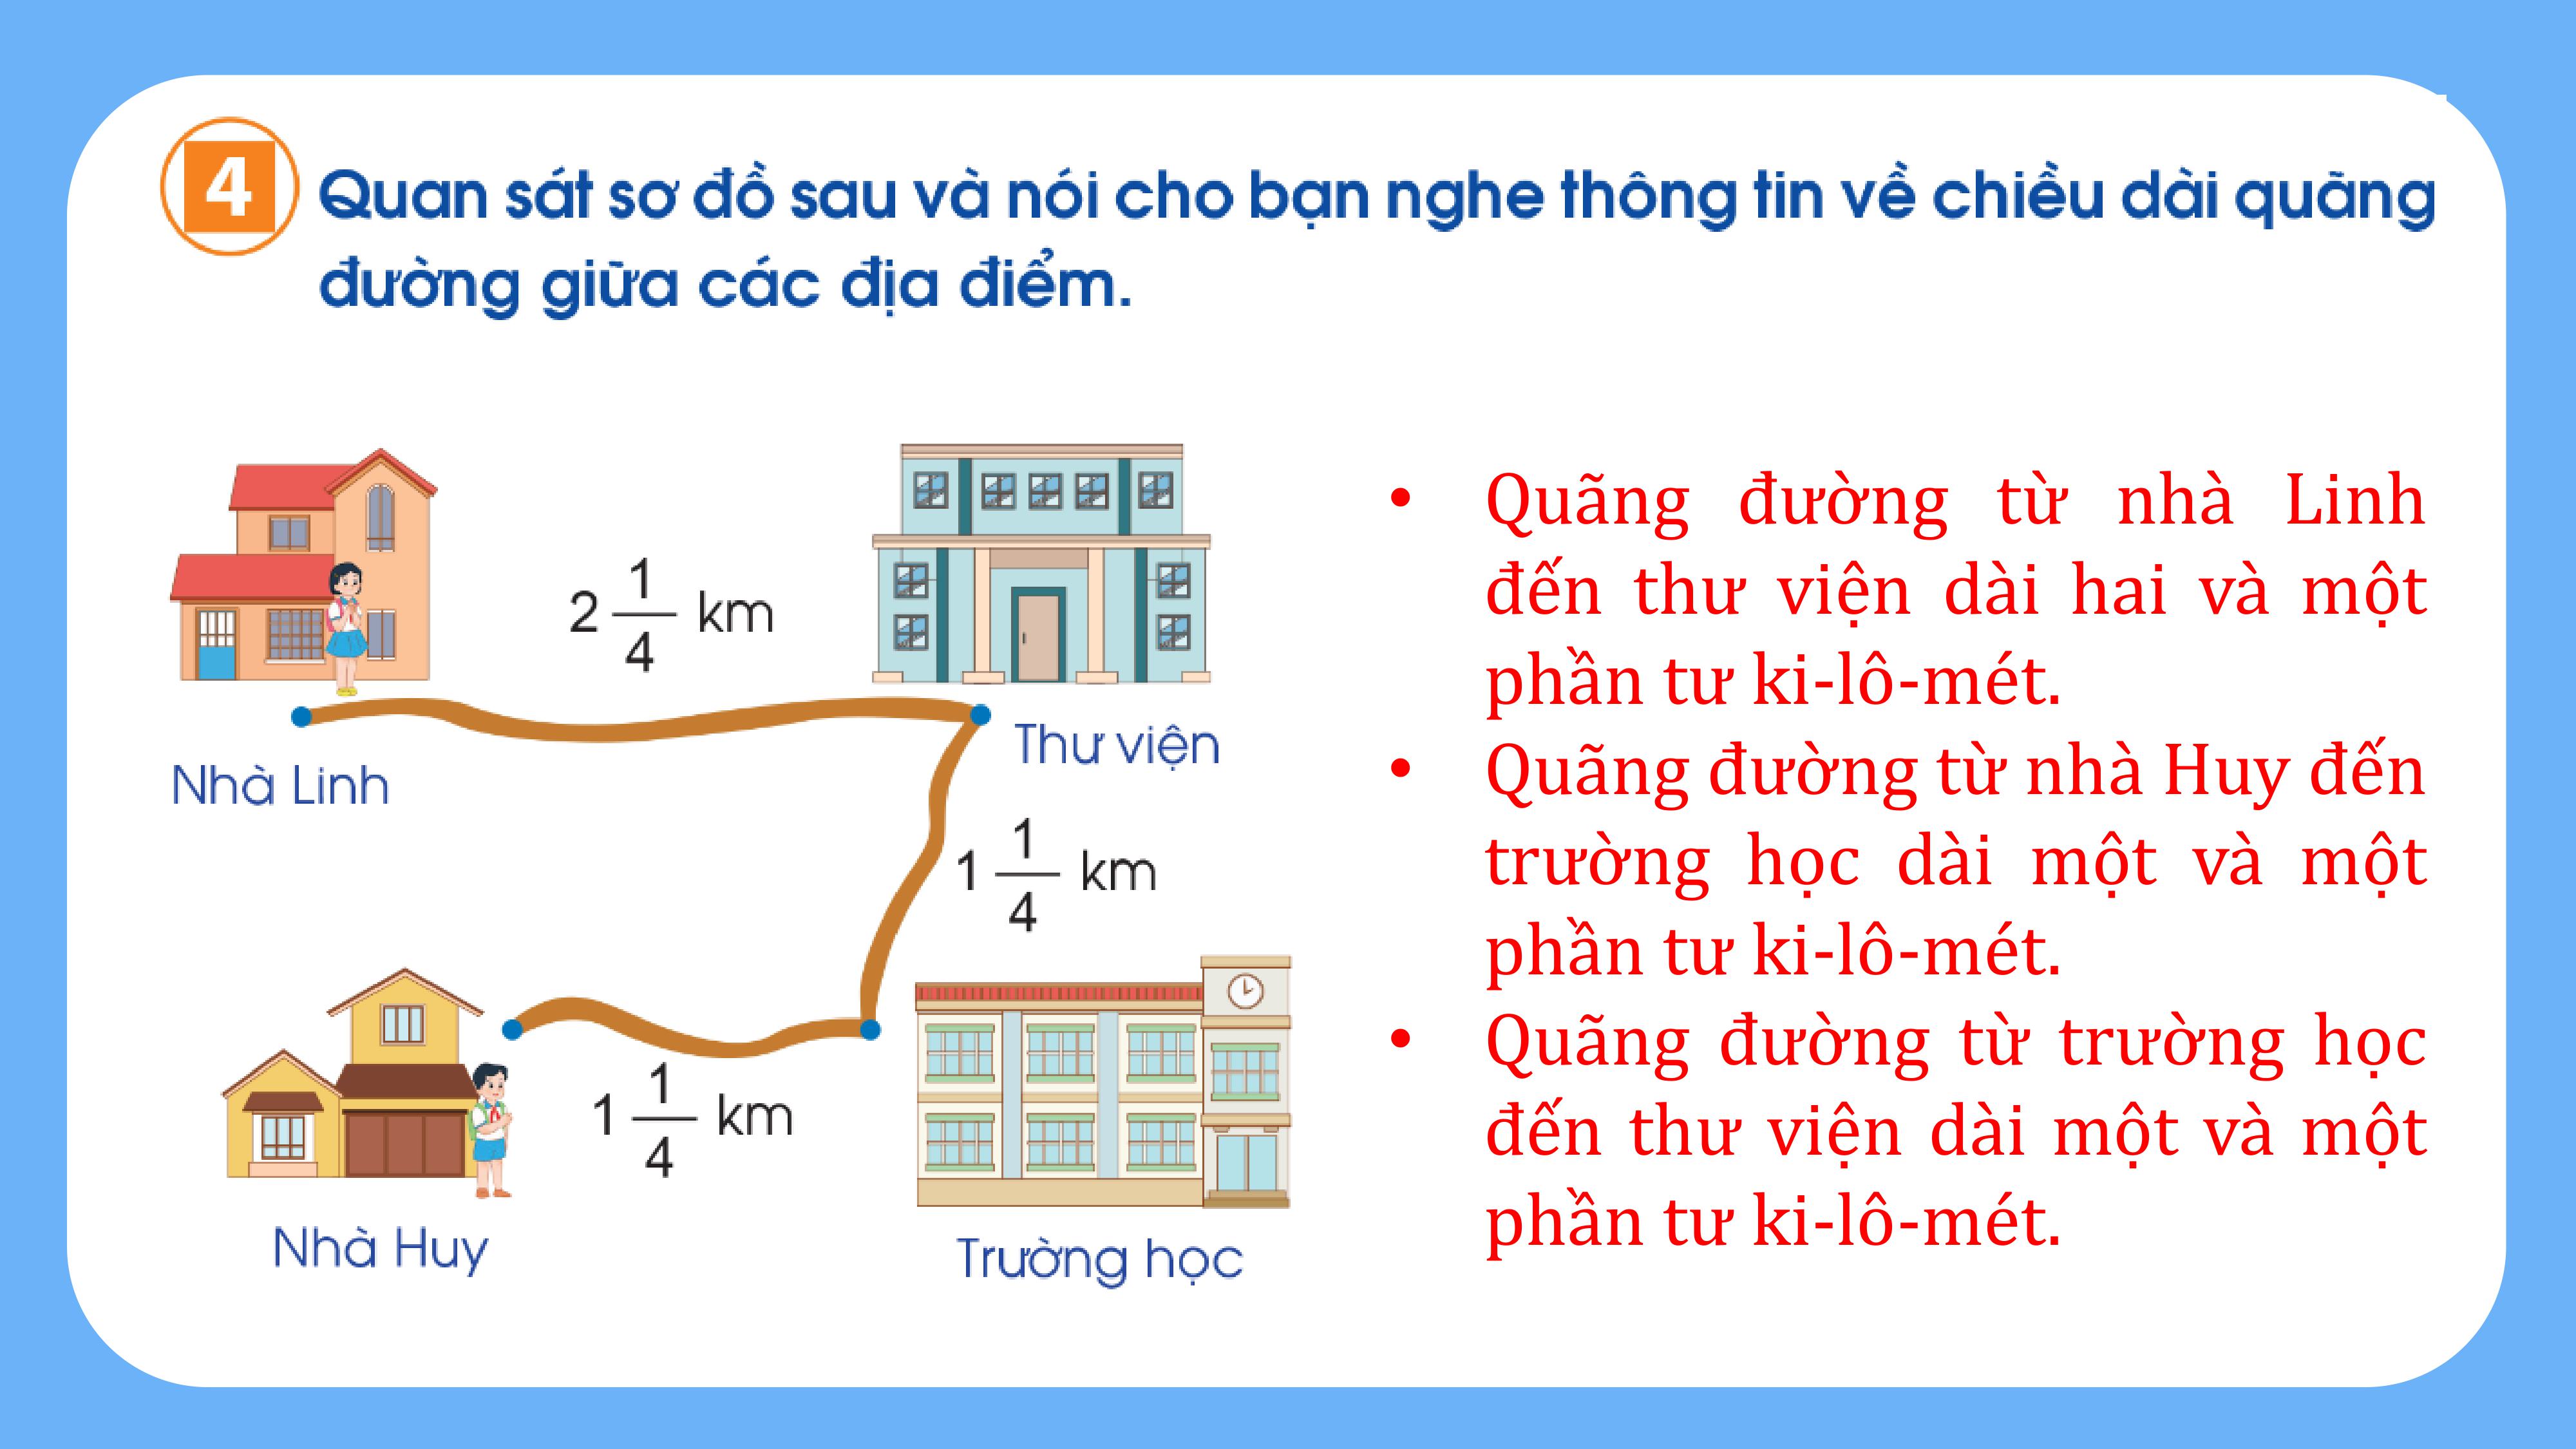 4
Quan sát sơ đồ sau và nói cho bạn nghe thông tin về chiều dài quãng
đường giữa các địa điểm.
2 1/4 km
Nhà Linh
Thư viện
1 1/4 km
1 1/4 km
Nhà Huy
Trường học
• Quãng đường từ nhà Linh
đến thư viện dài hai và một
phần tư ki-lô-mét.
• Quãng đường từ nhà Huy đến
trường học dài một và một
phần tư ki-lô-mét.
• Quãng đường từ trường học
đến thư viện dài một và một
phần tư ki-lô-mét.